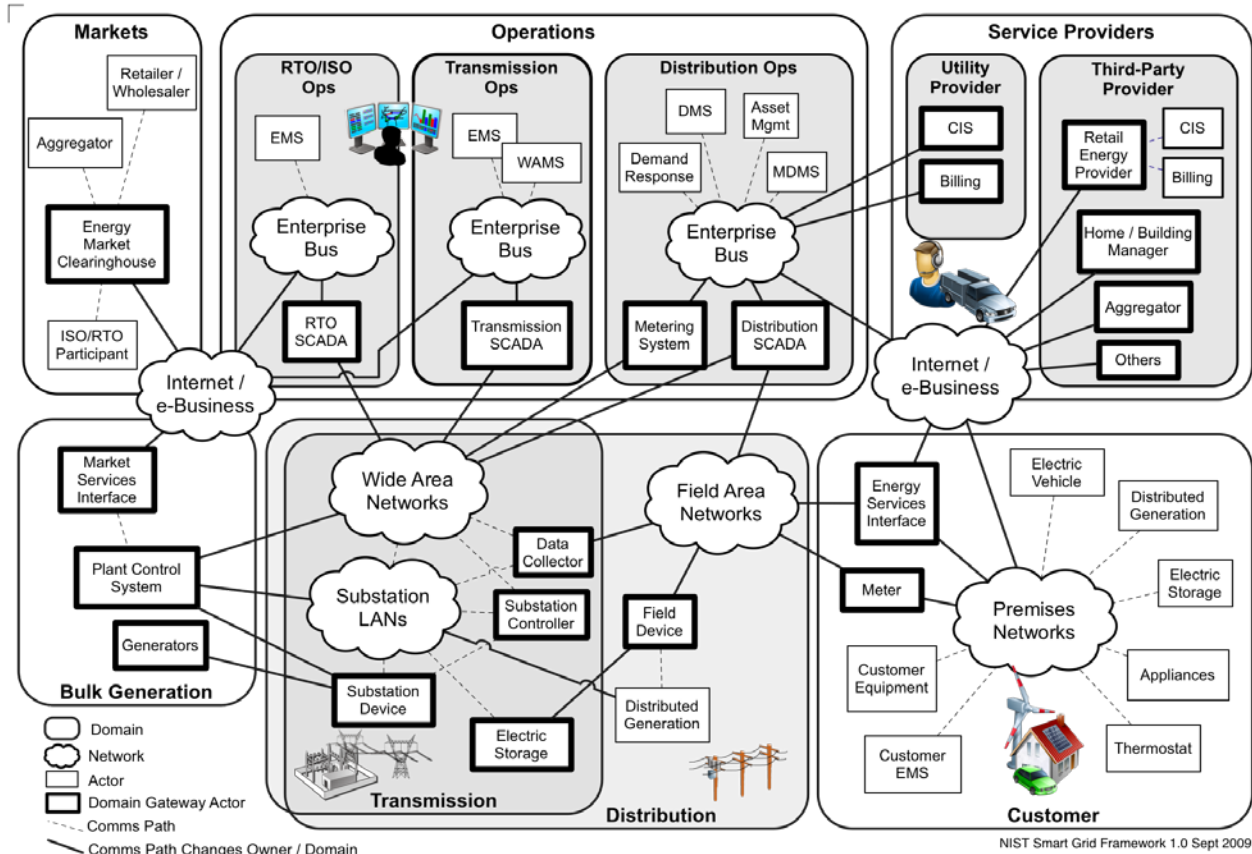 Markets
Retailer /
Wholesaler
Aggregator
Energy
Market
Clearinghouse
ISO/RTO
Participant
Operations
RTO/ISO
Ops
EMS
Enterprise
Bus
RTO
SCADA
Transmission
Ops
EMS
WAMS
Enterprise
Bus
Transmission
SCADA
Distribution Ops
DMS
Asset
Mgmt
Demand
Response
MDMS
Enterprise
Bus
Metering
System
Distribution
SCADA
Service Providers
Utility
Provider
CIS
Billing
Third-Party
Provider
Retail
Energy
Provider
CIS
Billing
Home / Building
Manager
Aggregator
Others
Internet /
e-Business
Internet /
e-Business
Market
Services
Interface
Plant Control
System
Generators
Bulk Generation
Wide Area
Networks
Substation
LANs
Data
Collector
Substation
Controller
Substation
Device
Electric
Storage
Transmission
Field Area
Networks
Field
Device
Distributed
Generation
Distribution
Energy
Services
Interface
Meter
Electric
Vehicle
Distributed
Generation
Electric
Storage
Premises
Networks
Appliances
Customer
Equipment
Customer
EMS
Thermostat
Customer
Domain
Network
Actor
Domain Gateway Actor
Comms Path
Comms Path Changes Owner / Domain
NIST Smart Grid Framework 1.0 Sept 2009